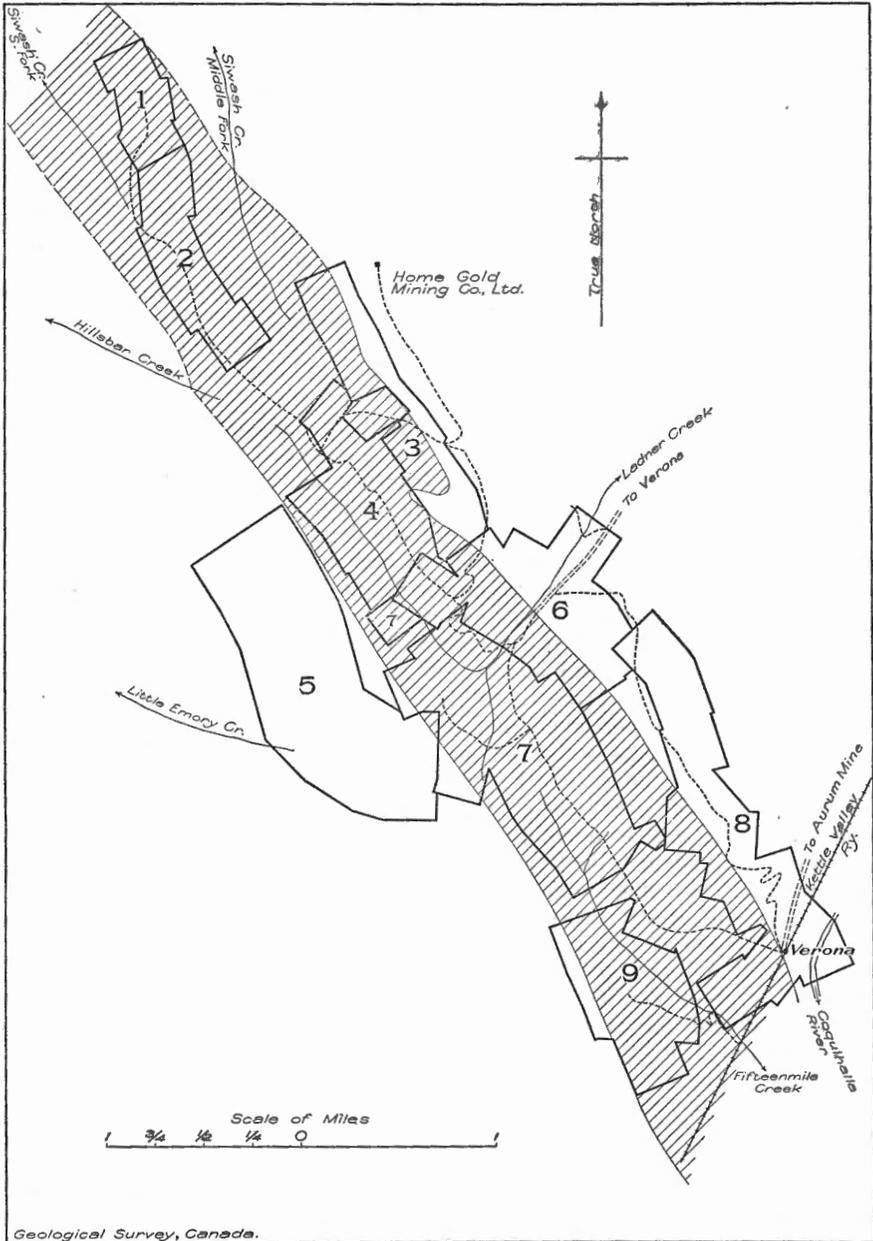 Siwash Cr.
S. Fork
Siwash Cr.
Middle Fork
1
True North
2
Home Gold
Mining Co., Ltd.
Hillsbar Creek
3
Ladner Creek
To Verona
4
6
7
5
Little Emory Cr.
7
8
To Aurum Mine
Kettle Valley
Ry.
Verona
9
Coquihalla
River
Fifteenmile
Creek
Scale of Miles
1 ¾ ½ ¼ 0 1
Geological Survey, Canada.